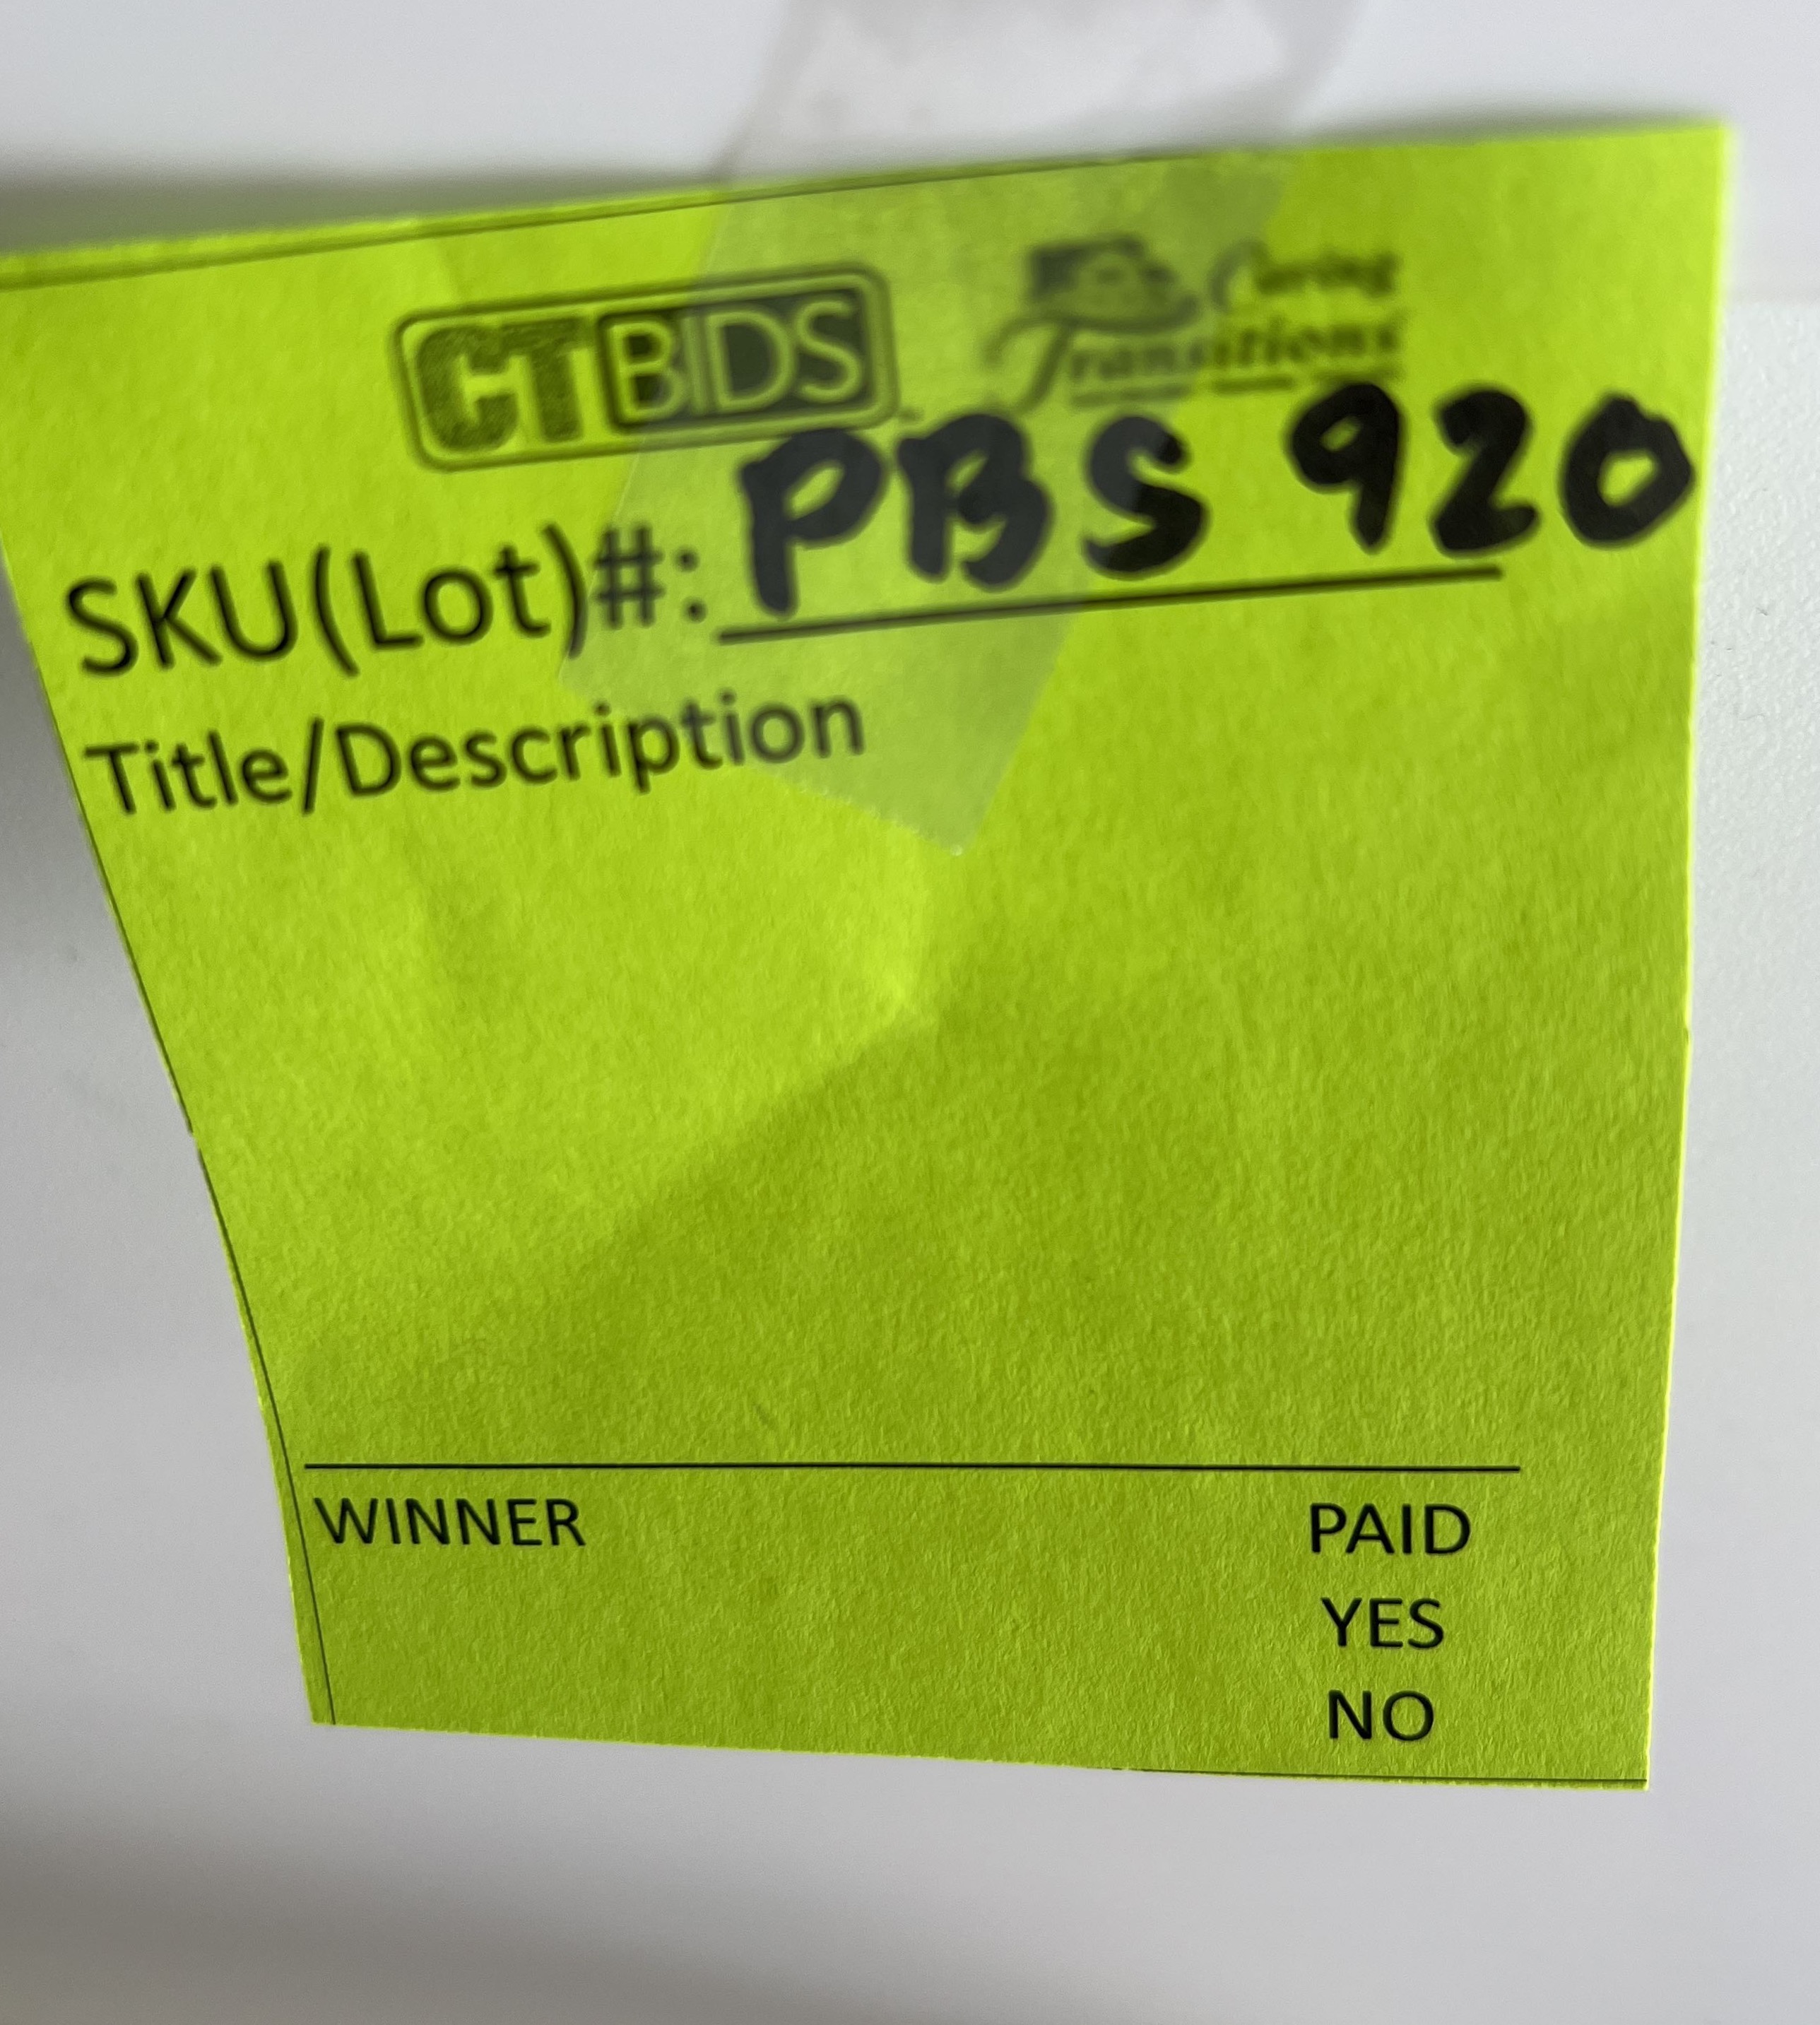 CTBIDS
Caring
Transitions
SKU(Lot)#: PBS 920
Title/Description
WINNER PAID
YES
NO